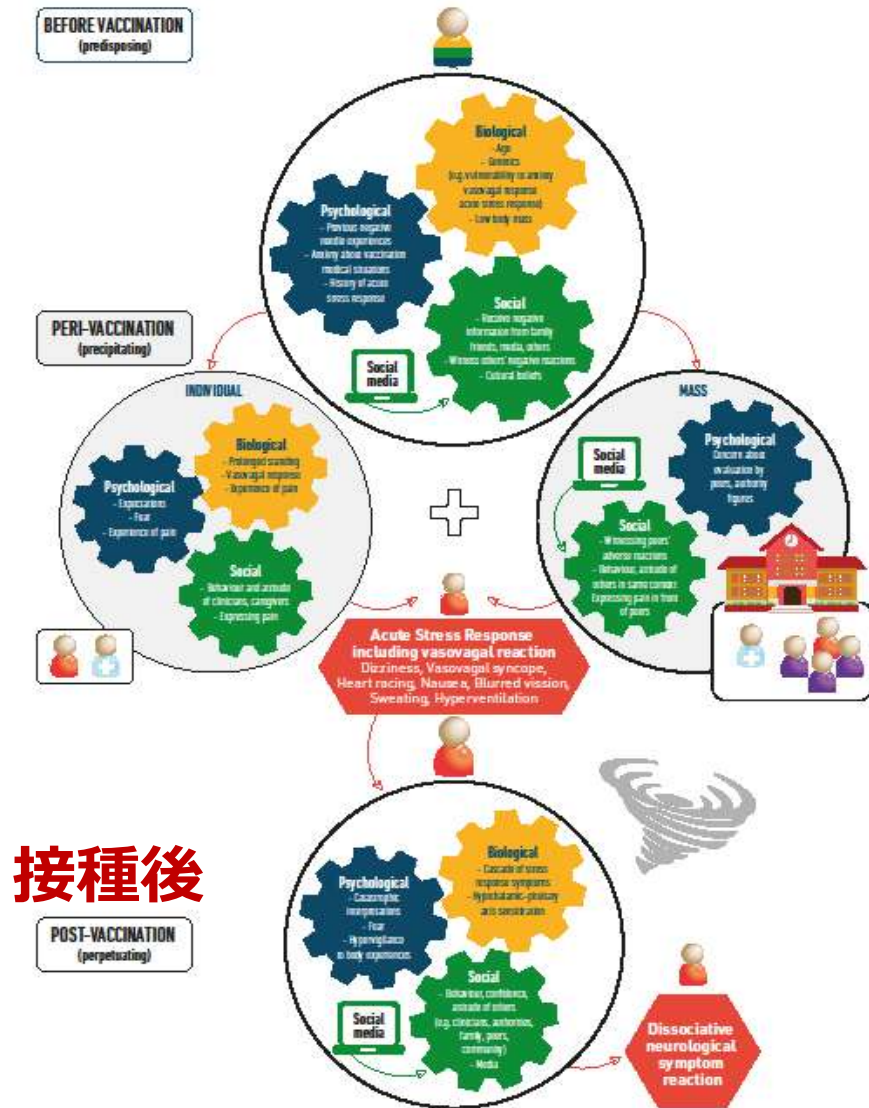 BEFORE VACCINATION
(predisposing)
Biological
- Age
- Genetics
(e.g. vulnerability to anxiety
vasovagal response
acute stress response)
- Low body mass
Psychological
- Previous negative
needle experiences
- Anxiety about vaccination
medical situations
- History of acute
stress response
Social
- Receive negative
information from family
friends, media, others
- Witness others' negative reactions
- Cultural beliefs
Social
media
PERI-VACCINATION
(precipitating)
INDIVIDUAL
Biological
- Prolonged standing
- Vasovagal response
- Experience of pain
Psychological
- Expectations
- Fear
- Experience of pain
Social
- Behaviour and attitude
of clinicians, caregivers
- Expressing pain
MASS
Psychological
Concern about
evaluation by
peers, authority
figures
Social
media
Social
- Witnessing peers'
adverse reactions
- Behaviour, attitude of
others in same context
Expressing pain in front
of peers
Acute Stress Response
including vasovagal reaction
Dizziness, Vasovagal syncope,
Heart racing, Nausea, Blurred vission,
Sweating, Hyperventilation
接種後
POST-VACCINATION
(perpetuating)
Biological
- Cascade of stress
response symptoms
- Hypothalamic-pituitary
axis
Psychological
- Catastrophic
interpretations
- Fear
- Hypervigilance
to body experiences
Social
- Behaviour, confidence,
attitude of others
(e.g. clinicians, authorities,
family, peers,
community)
- Media
Social
media
Dissociative
neurological
symptom
reaction